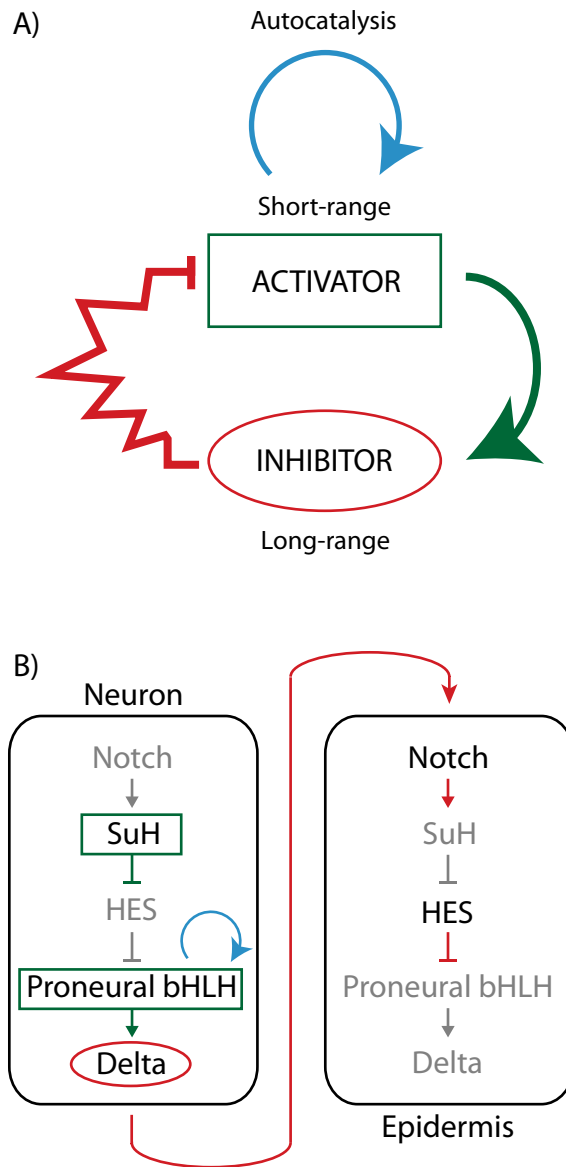 A)
Autocatalysis
Short-range
ACTIVATOR
INHIBITOR
Long-range
B)
Neuron
Notch
SuH
HES
Proneural bHLH
Delta
Notch
SuH
HES
Proneural bHLH
Delta
Epidermis